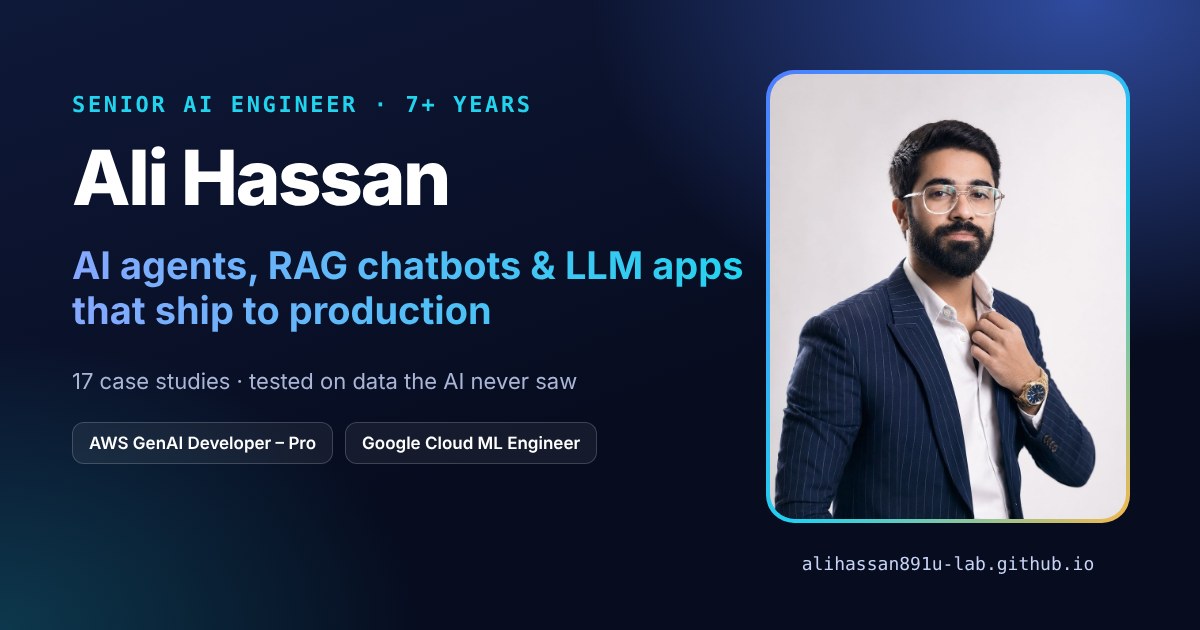 SENIOR AI ENGINEER · 7+ YEARS
Ali Hassan
AI agents, RAG chatbots & LLM apps
that ship to production
17 case studies · tested on data the AI never saw
AWS GenAI Developer – Pro
Google Cloud ML Engineer
alihassan891u-lab.github.io